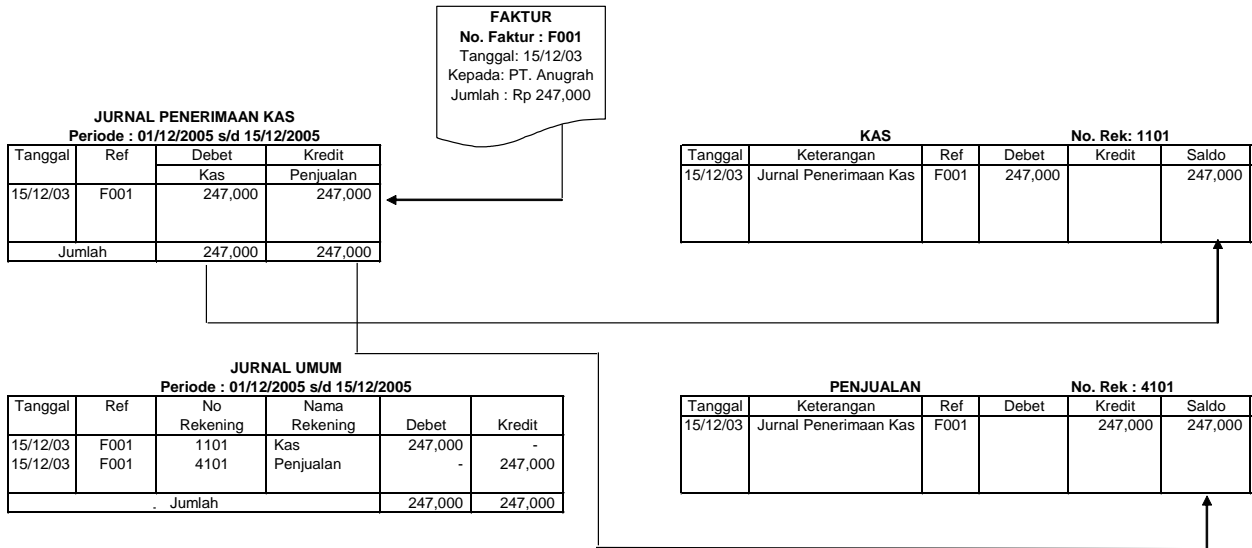 FAKTUR
No. Faktur : F001
Tanggal: 15/12/03
Kepada: PT. Anugrah
Jumlah : Rp 247,000
JURNAL PENERIMAAN KAS
Periode : 01/12/2005 s/d 15/12/2005
Tanggal Ref Debet Kredit
Kas Penjualan
15/12/03 F001 247,000 247,000
Jumlah 247,000 247,000
KAS No. Rek: 1101
Tanggal Keterangan Ref Debet Kredit Saldo
15/12/03 Jurnal Penerimaan Kas F001 247,000 247,000
JURNAL UMUM
Periode : 01/12/2005 s/d 15/12/2005
Tanggal Ref No Nama
Rekening Rekening Debet Kredit
15/12/03 F001 1101 Kas 247,000 -
15/12/03 F001 4101 Penjualan - 247,000
. Jumlah 247,000 247,000
PENJUALAN No. Rek : 4101
Tanggal Keterangan Ref Debet Kredit Saldo
15/12/03 Jurnal Penerimaan Kas F001 247,000 247,000